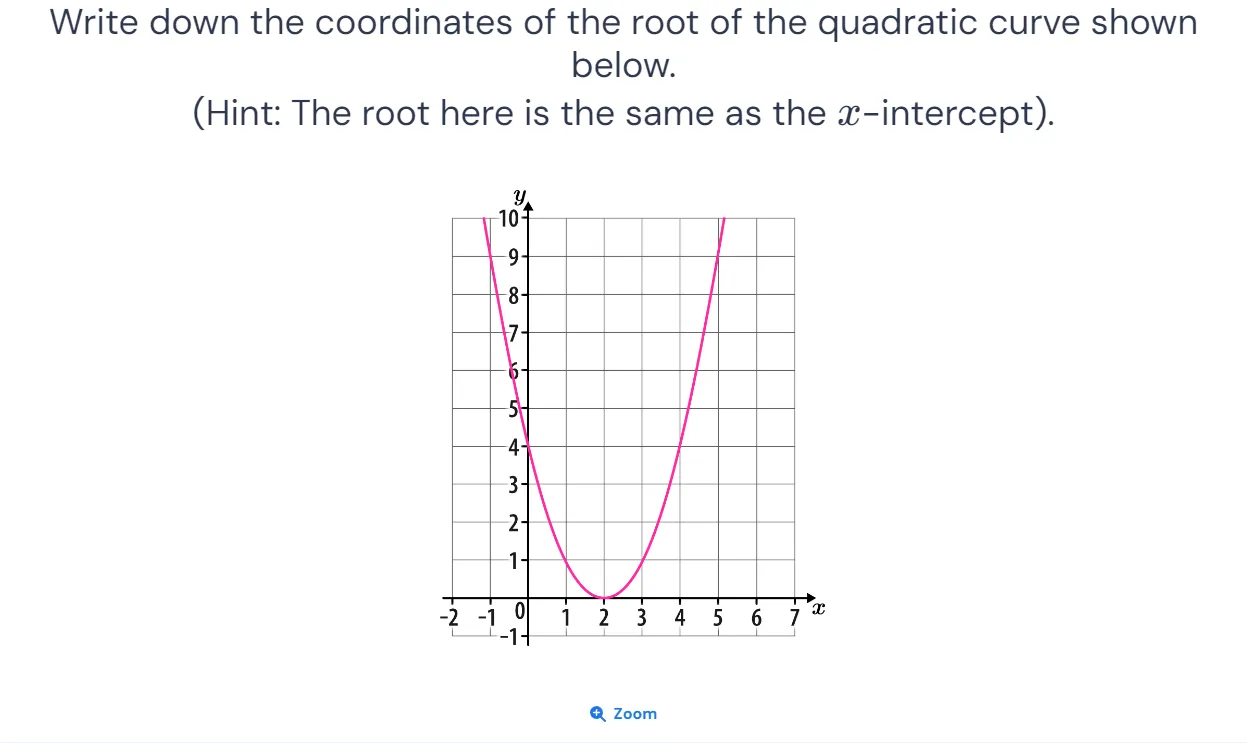 Write down the coordinates of the root of the quadratic curve shown
below.
(Hint: The root here is the same as the x-intercept).
y
10
9
8
7
6
5
4
3
2
1
-2 -1 0 1 2 3 4 5 6 7 x
-1
Zoom